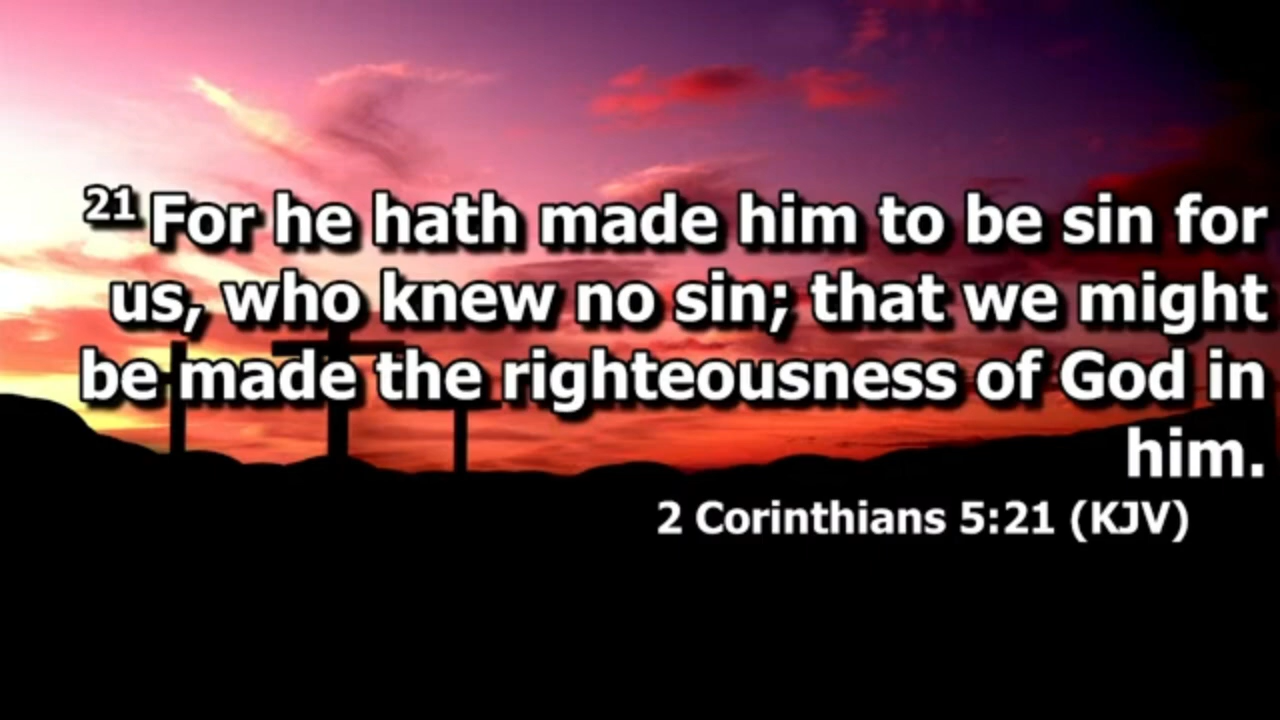 21 For he hath made him to be sin for
us, who knew no sin; that we might
be made the righteousness of God in
him.
2 Corinthians 5:21 (KJV)